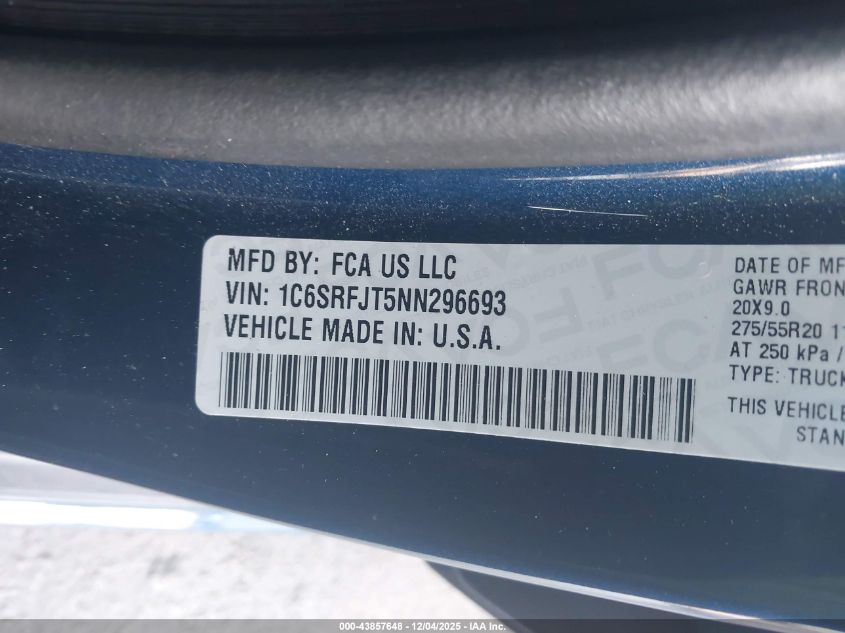 MFD BY: FCA US LLC
VIN: 1C6SRFJT5NN296693
VEHICLE MADE IN: U.S.A.
DATE OF MF
GAWR FRON
20X9.0
275/55R20 11
AT 250 kPa /
TYPE: TRUCK
THIS VEHICLE
STAN
000-43857648 - 12/04/2025 - IAA Inc.